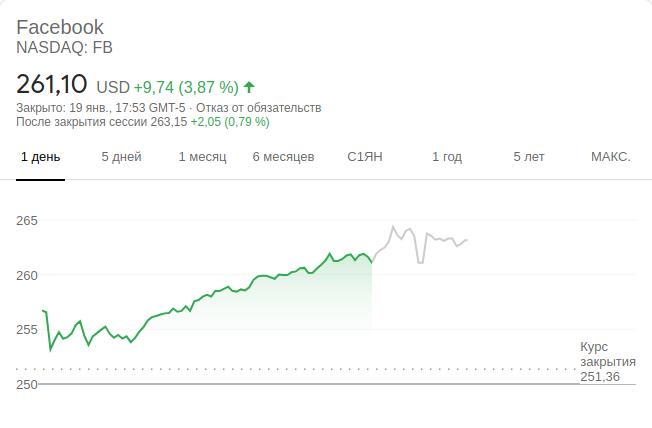 Facebook
NASDAQ: FB
261,10 USD +9,74 (3,87 %)
Закрыто: 19 янв., 17:53 GMT-5 · Отказ от обязательств
После закрытия сессии 263,15 +2,05 (0,79 %)
1 день 5 дней 1 месяц 6 месяцев С1ЯН 1 год 5 лет МАКС.
265
260
255
Курс
закрытия
251,36
250